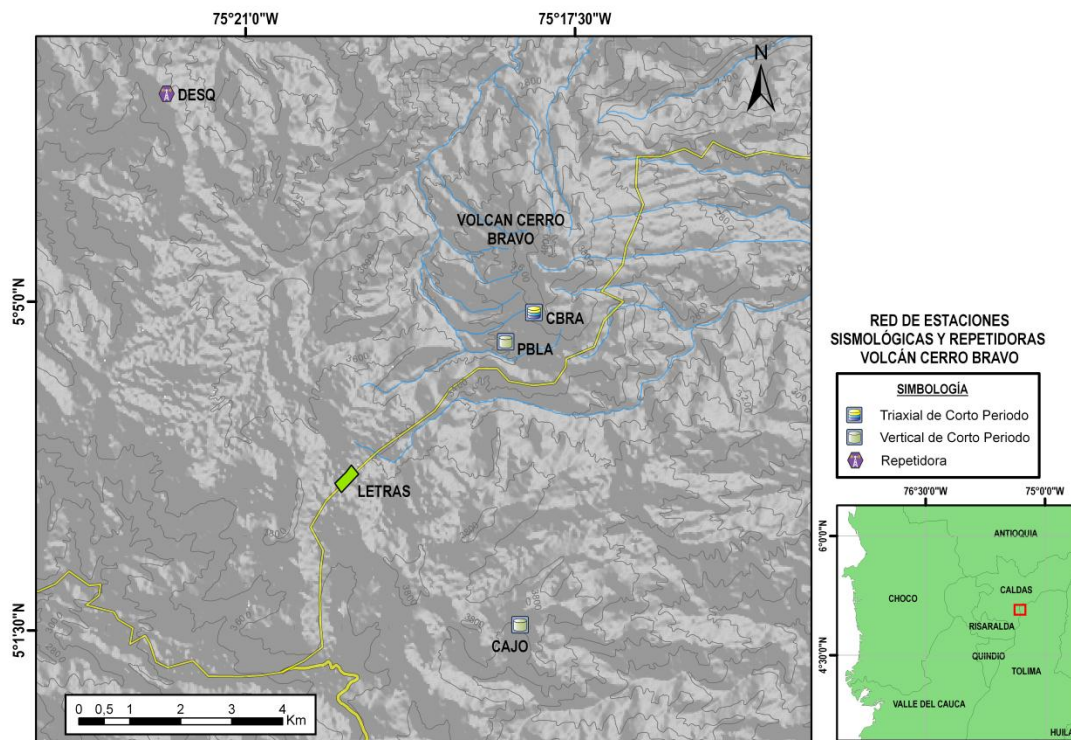 75°21'0"W
75°17'30"W
N
DESQ
VOLCAN CERRO
BRAVO
5°5'0"N
CBRA
PBLA
LETRAS
5°1'30"N
CAJO
0 0,5 1 2 3 4
Km
RED DE ESTACIONES
SISMOLÓGICAS Y REPETIDORAS
VOLCÁN CERRO BRAVO
SIMBOLOGÍA
Triaxial de Corto Periodo
Vertical de Corto Periodo
Repetidora
76°30'0"W
75°0'0"W
6°0'0"N
ANTIOQUIA
CHOCO
CALDAS
RISARALDA
4°30'0"N
QUINDIO
TOLIMA
VALLE DEL CAUCA
HUILA